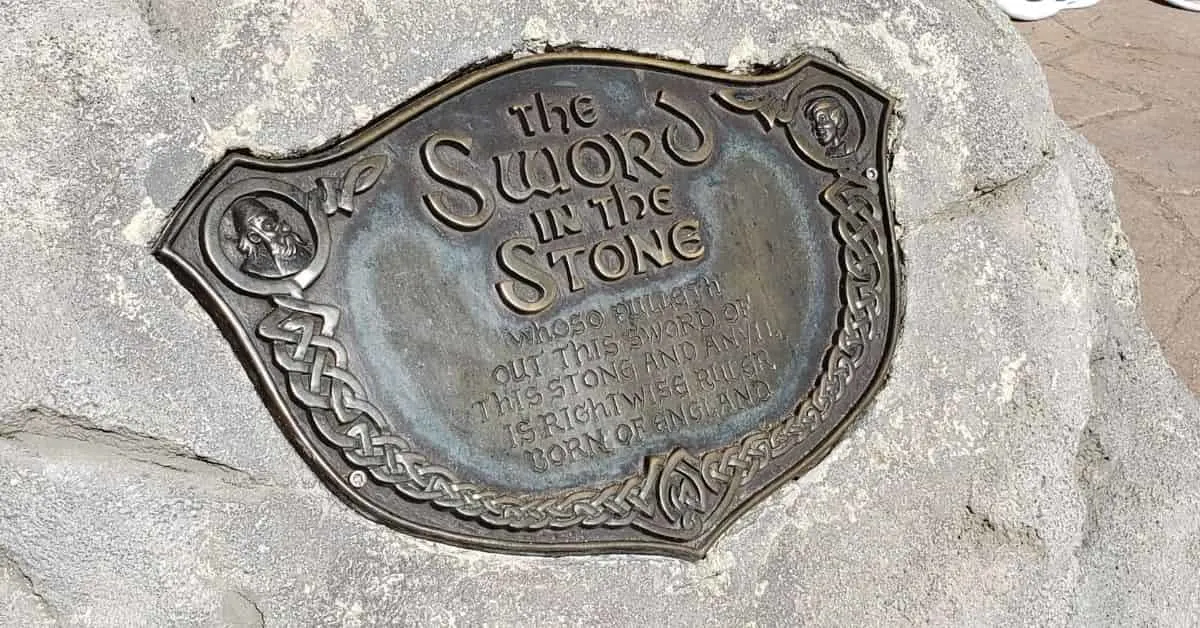 The
Sword
in the
Stone
Whoso Pulleth
Out this Sword of
this Stone and Anvil
is Rightwise Ruler
Born of England